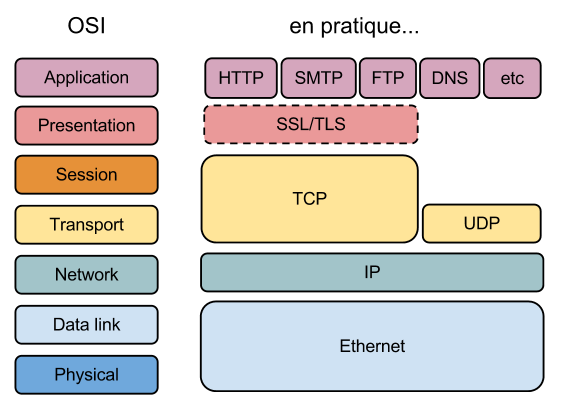 OSI en pratique...
Application HTTP SMTP FTP DNS etc
Presentation SSL/TLS
Session
TCP
Transport UDP
Network IP
Data link
Ethernet
Physical